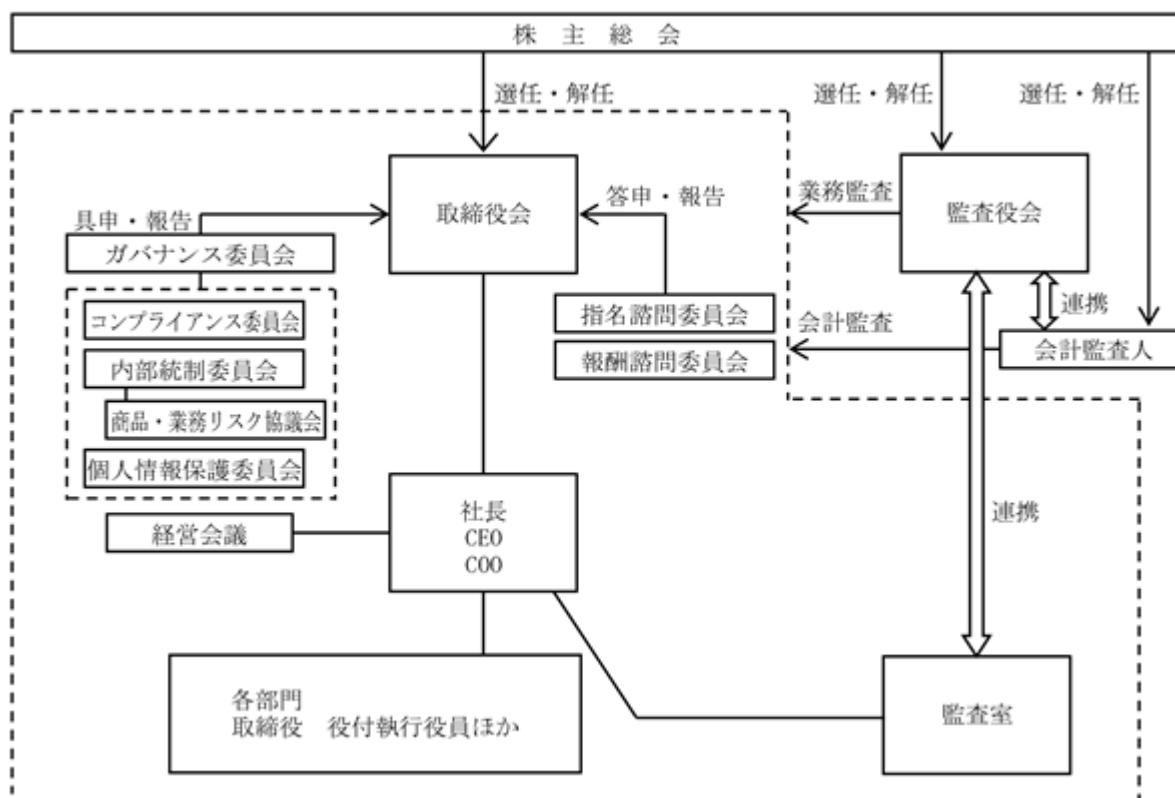 株主総会
選任・解任
選任・解任
選任・解任
取締役会
答申・報告
業務監査
監査役会
具申・報告
ガバナンス委員会
コンプライアンス委員会
内部統制委員会
商品・業務リスク協議会
個人情報保護委員会
指名諮問委員会
報酬諮問委員会
会計監査
連携
会計監査人
経営会議
社長
CEO
COO
連携
各部門
取締役 役付執行役員ほか
監査室